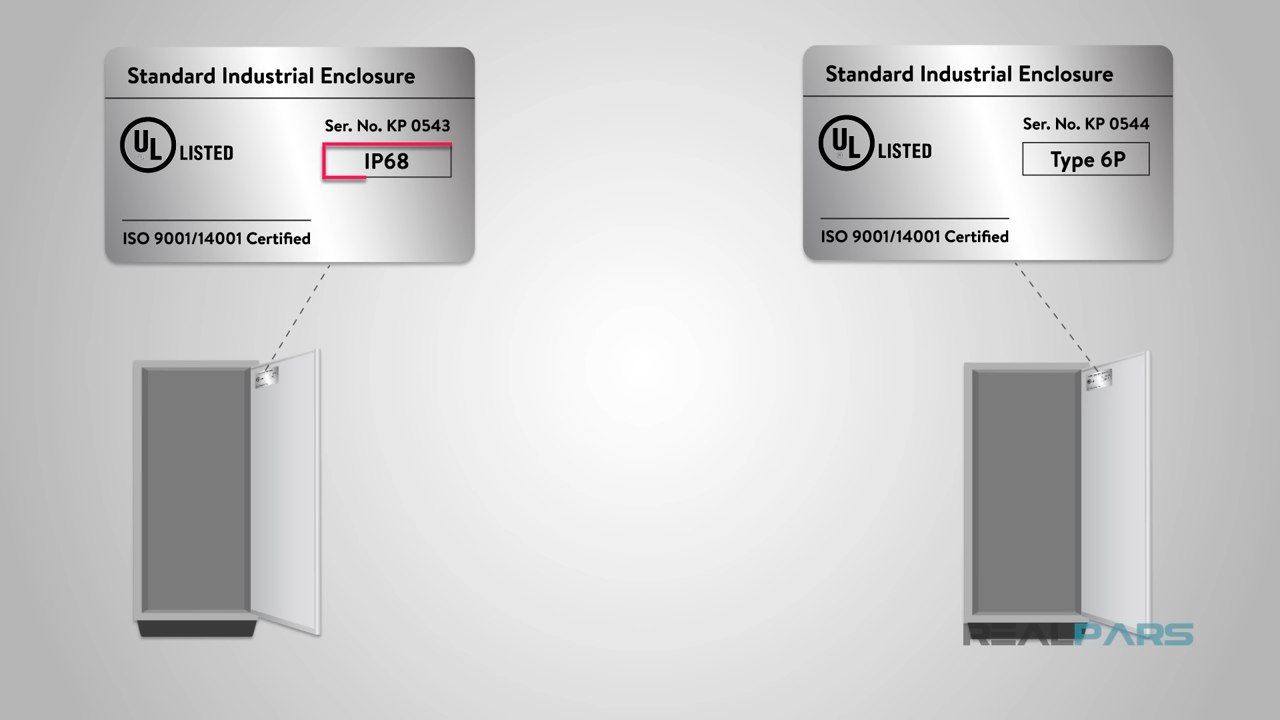 Standard Industrial Enclosure
UL LISTED
Ser. No. KP 0543
IP68
ISO 9001/14001 Certified
Standard Industrial Enclosure
UL LISTED
Ser. No. KP 0544
Type 6P
ISO 9001/14001 Certified
REALPARS